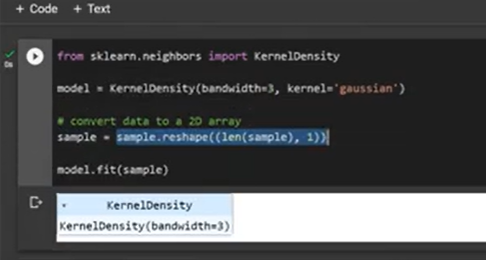 + Code + Text
0s
from sklearn.neighbors import KernelDensity
model = KernelDensity(bandwidth=3, kernel='gaussian')
# convert data to a 2D array
sample = sample.reshape((len(sample), 1))
model.fit(sample)
KernelDensity
KernelDensity(bandwidth=3)